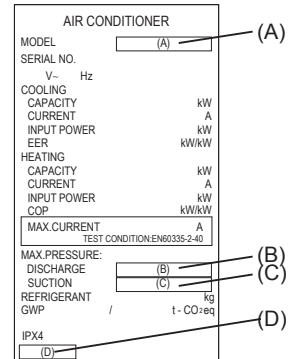 AIR CONDITIONER
MODEL (A) (A)
SERIAL NO.
V~ Hz
COOLING
CAPACITY kW
CURRENT A
INPUT POWER kW
EER kW/kW
HEATING
CAPACITY kW
CURRENT A
INPUT POWER kW
COP kW/kW
MAX.CURRENT A
TEST CONDITION:EN60335-2-40
MAX.PRESSURE:
DISCHARGE (B) (B)
SUCTION (C) (C)
REFRIGERANT kg
GWP / t - CO2eq
IPX4
(D) (D)